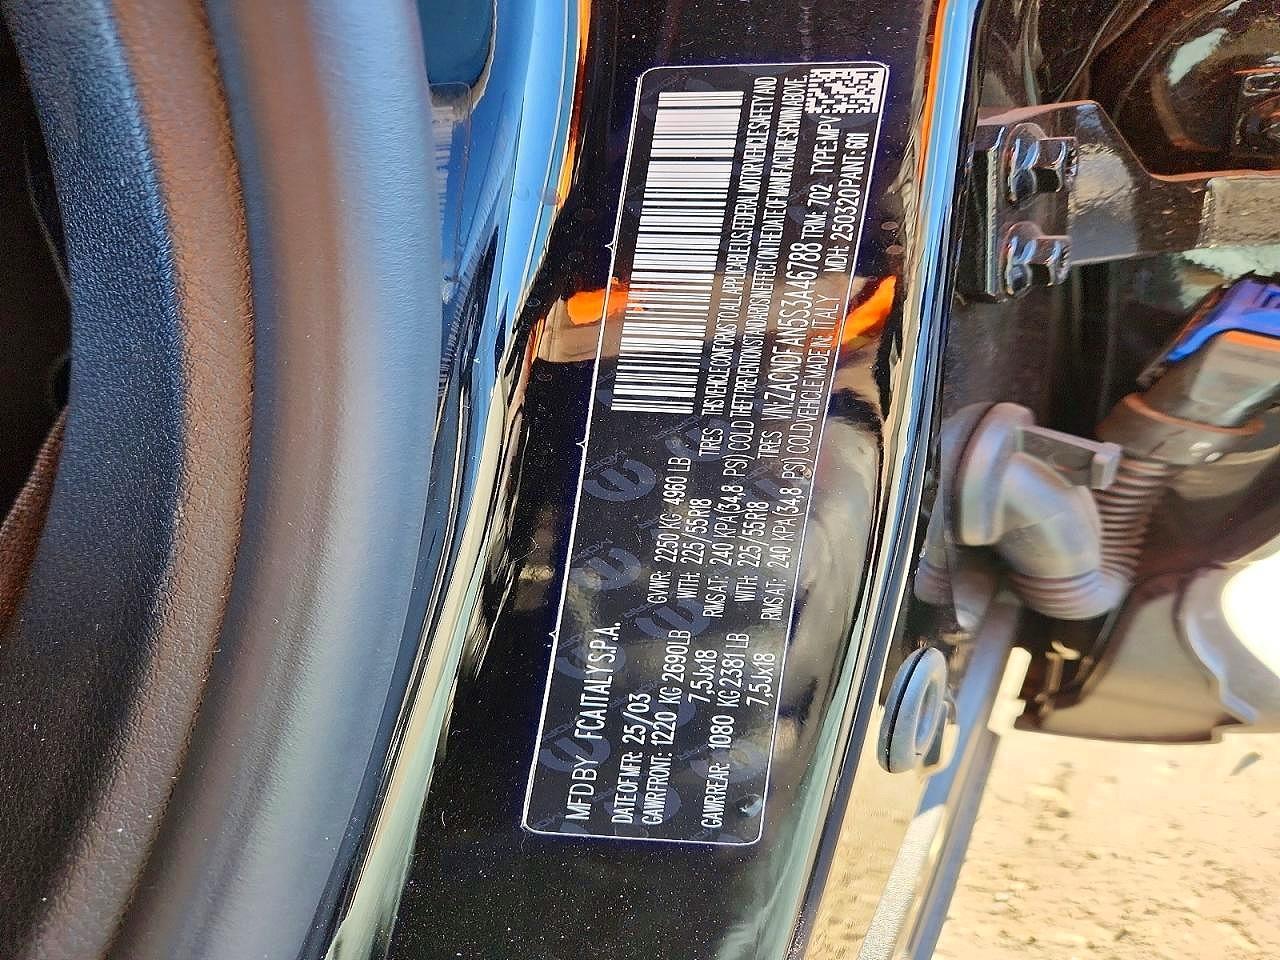 MFD BY FCA ITALY S.P.A.
DATE OF MFR: 25/03 GVWR: 2250 KG 4960 LB
GAWR FRONT: 1220 KG 2690LB WITH: 225/55R18 TIRES THIS VEHICLE CONFORMS TO ALL APPLICABLE U.S. FEDERAL MOTOR VEHICLE SAFETY AND
7,5Jx18 RIMS AT: 240 KPA (34,8 PSI) COLD THEFT PREVENTION STANDARDS IN EFFECT ON THE DATE OF MANUFACTURE SHOWN ABOVE.
GAWR REAR: 1080 KG 2381 LB WITH: 225/55R18 TIRES VIN: ZACNDFAN5S3A46788 TRIM: 702 TYPE:MPV
7,5Jx18 RIMS AT: 240 KPA (34,8 PSI) COLD VEHICLE MADE IN: ITALY MDH: 250320 PAINT: 601